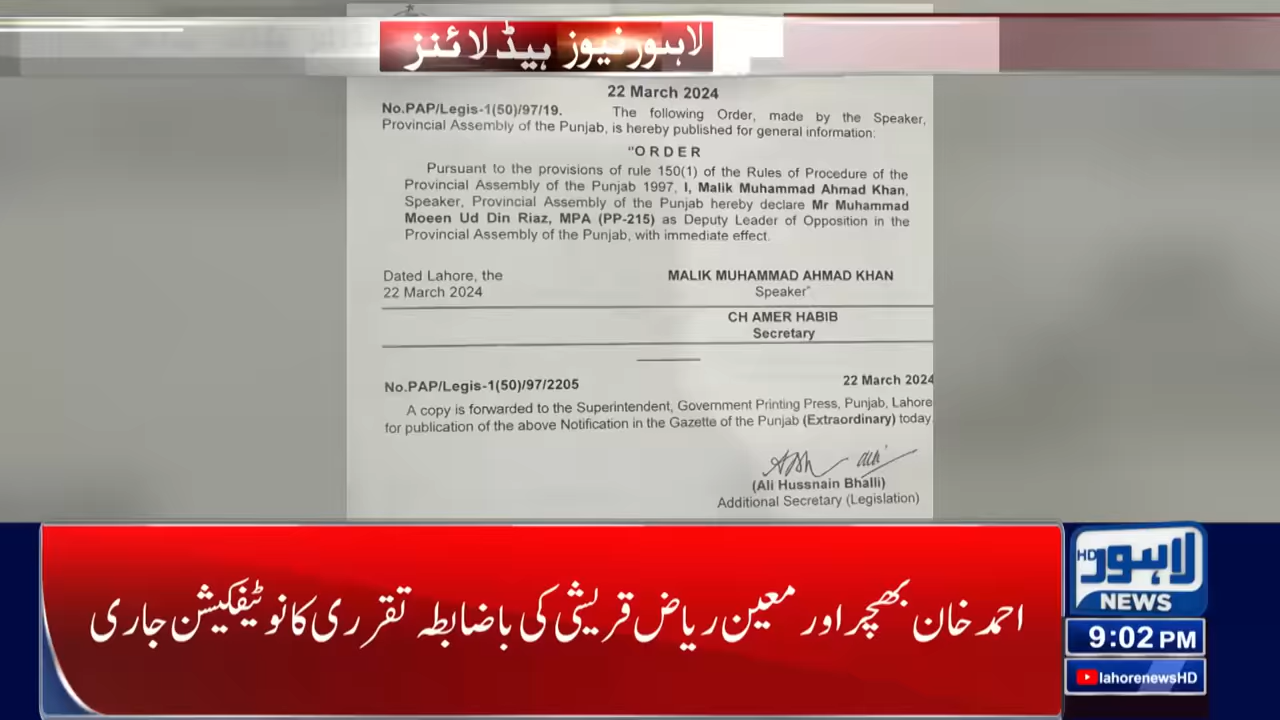 لاہور نیوز ہیڈلائنز
22 March 2024
No.PAP/Legis-1(50)/97/19. The following Order, made by the Speaker,
Provincial Assembly of the Punjab, is hereby published for general information:
"O R D E R
Pursuant to the provisions of rule 150(1) of the Rules of Procedure of the
Provincial Assembly of the Punjab 1997, I, Malik Muhammad Ahmad Khan,
Speaker, Provincial Assembly of the Punjab hereby declare Mr Muhammad
Moeen Ud Din Riaz, MPA (PP-215) as Deputy Leader of Opposition in the
Provincial Assembly of the Punjab, with immediate effect.
Dated Lahore, the
22 March 2024
MALIK MUHAMMAD AHMAD KHAN
Speaker"
CH AMER HABIB
Secretary
No.PAP/Legis-1(50)/97/2205 22 March 2024
A copy is forwarded to the Superintendent, Government Printing Press, Punjab, Lahore
for publication of the above Notification in the Gazette of the Punjab (Extraordinary) today.
(Ali Hussnain Bhalli)
Additional Secretary (Legislation)
احمد خان بھچر اور معین ریاض قریشی کی باضابطہ تقرری کا نوٹیفکیشن جاری
لاہور HD
NEWS
9:02 PM
lahorenewsHD